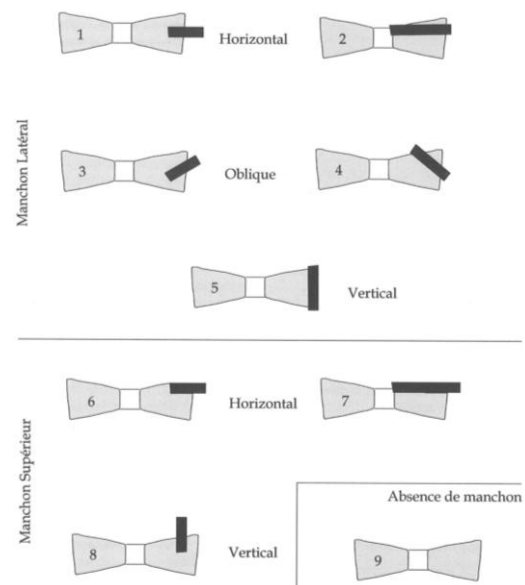 1
Horizontal
2
Manchon Latéral
3
Oblique
4
5
Vertical
6
Horizontal
7
Manchon Supérieur
Absence de manchon
8
Vertical
9